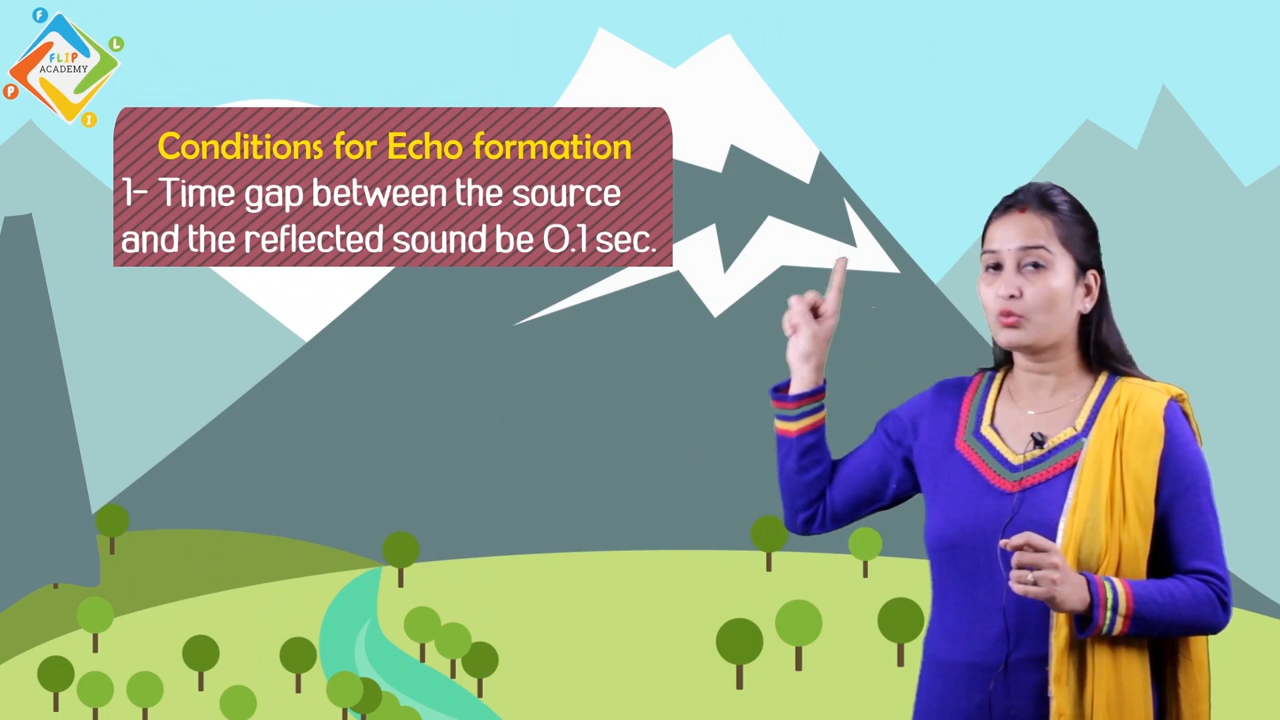 F
L
FLIP
ACADEMY
P
I
Conditions for Echo formation
1- Time gap between the source
and the reflected sound be 0.1 sec.